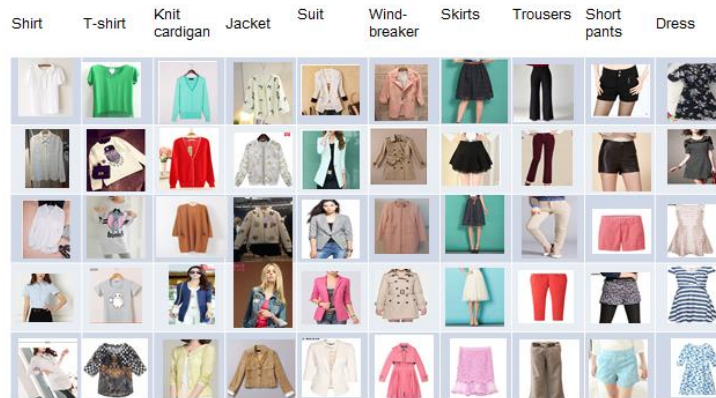 Shirt
T-shirt
Knit
cardigan
Jacket
Suit
Wind-
breaker
Skirts
Trousers
Short
pants
Dress